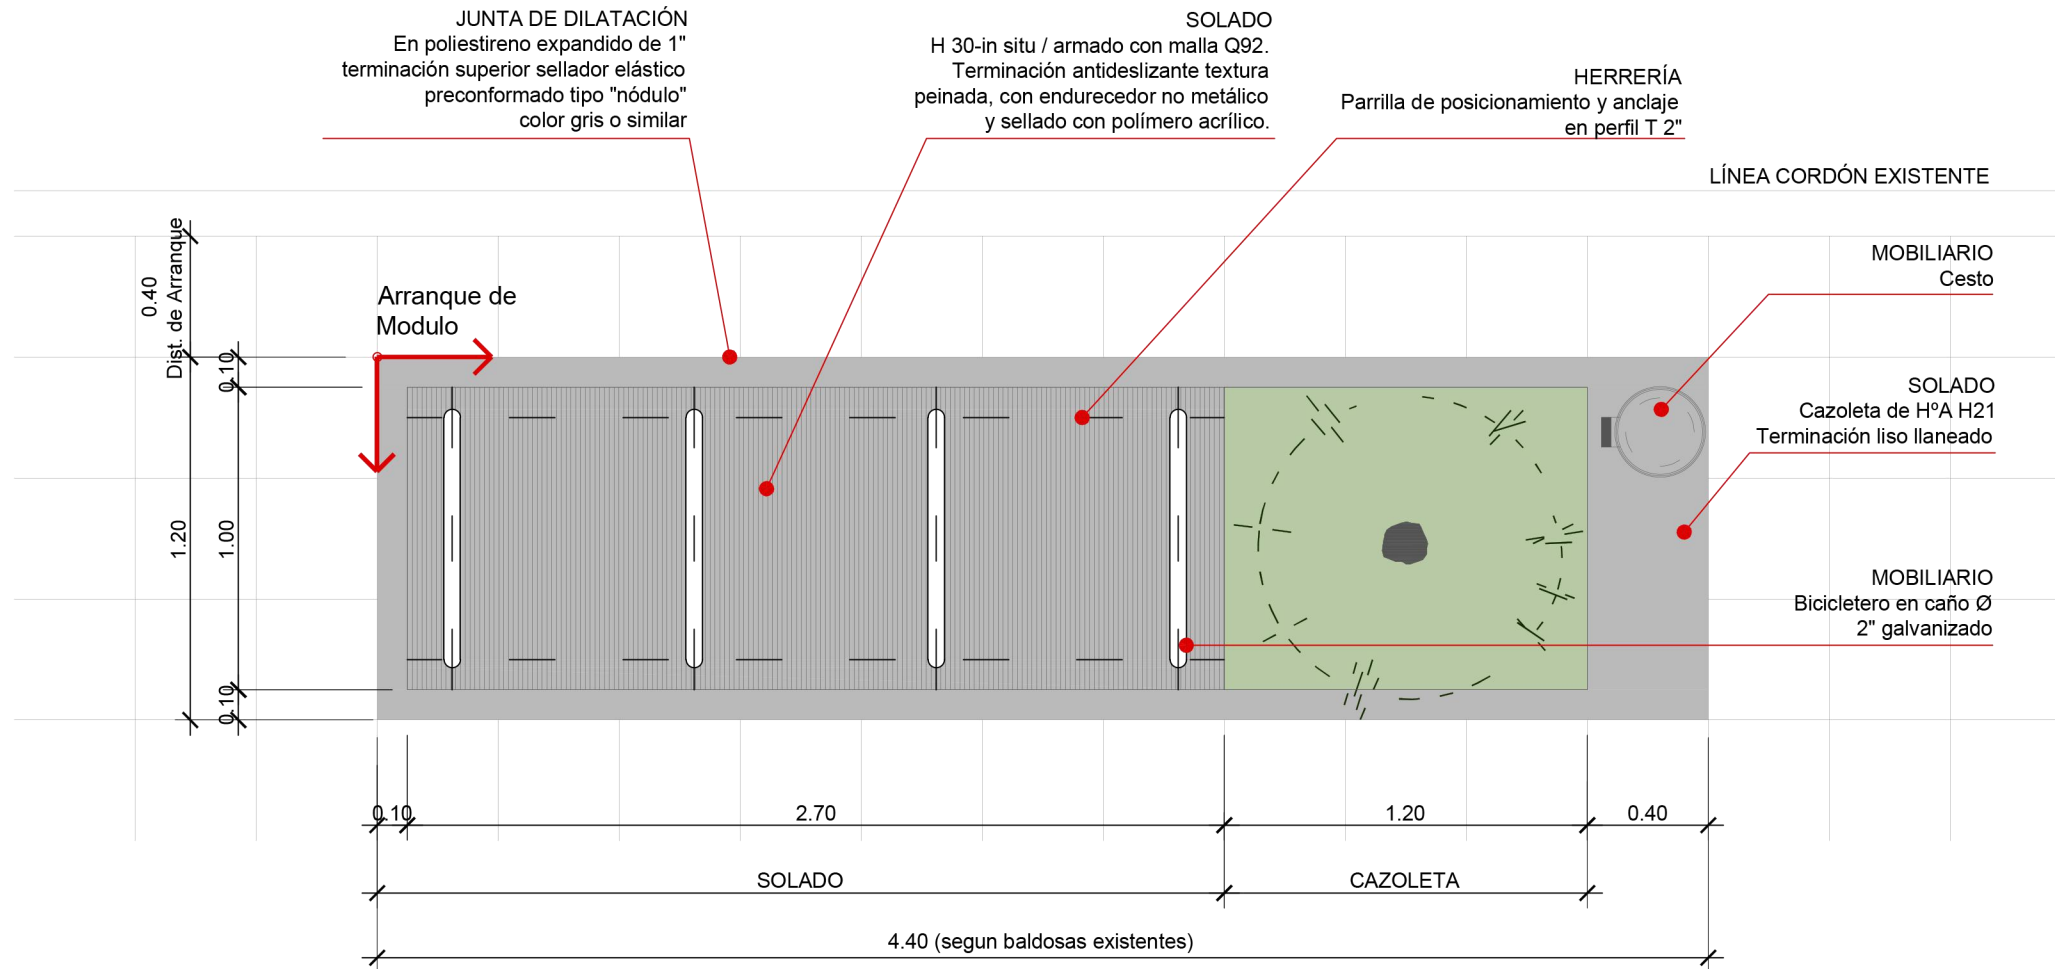 JUNTA DE DILATACIÓN
En poliestireno expandido de 1"
terminación superior sellador elástico
preconformado tipo "nódulo"
color gris o similar
SOLADO
H 30-in situ / armado con malla Q92.
Terminación antideslizante textura
peinada, con endurecedor no metálico
y sellado con polímero acrílico.
HERRERÍA
Parrilla de posicionamiento y anclaje
en perfil T 2"
LÍNEA CORDÓN EXISTENTE
MOBILIARIO
Cesto
SOLADO
Cazoleta de HºA H21
Terminación liso llaneado
MOBILIARIO
Bicicletero en caño Ø
2" galvanizado
Arranque de
Modulo
0.40
Dist. de Arranque
0.10
1.20
1.00
0.10
0.10
2.70
1.20
0.40
SOLADO
CAZOLETA
4.40 (segun baldosas existentes)